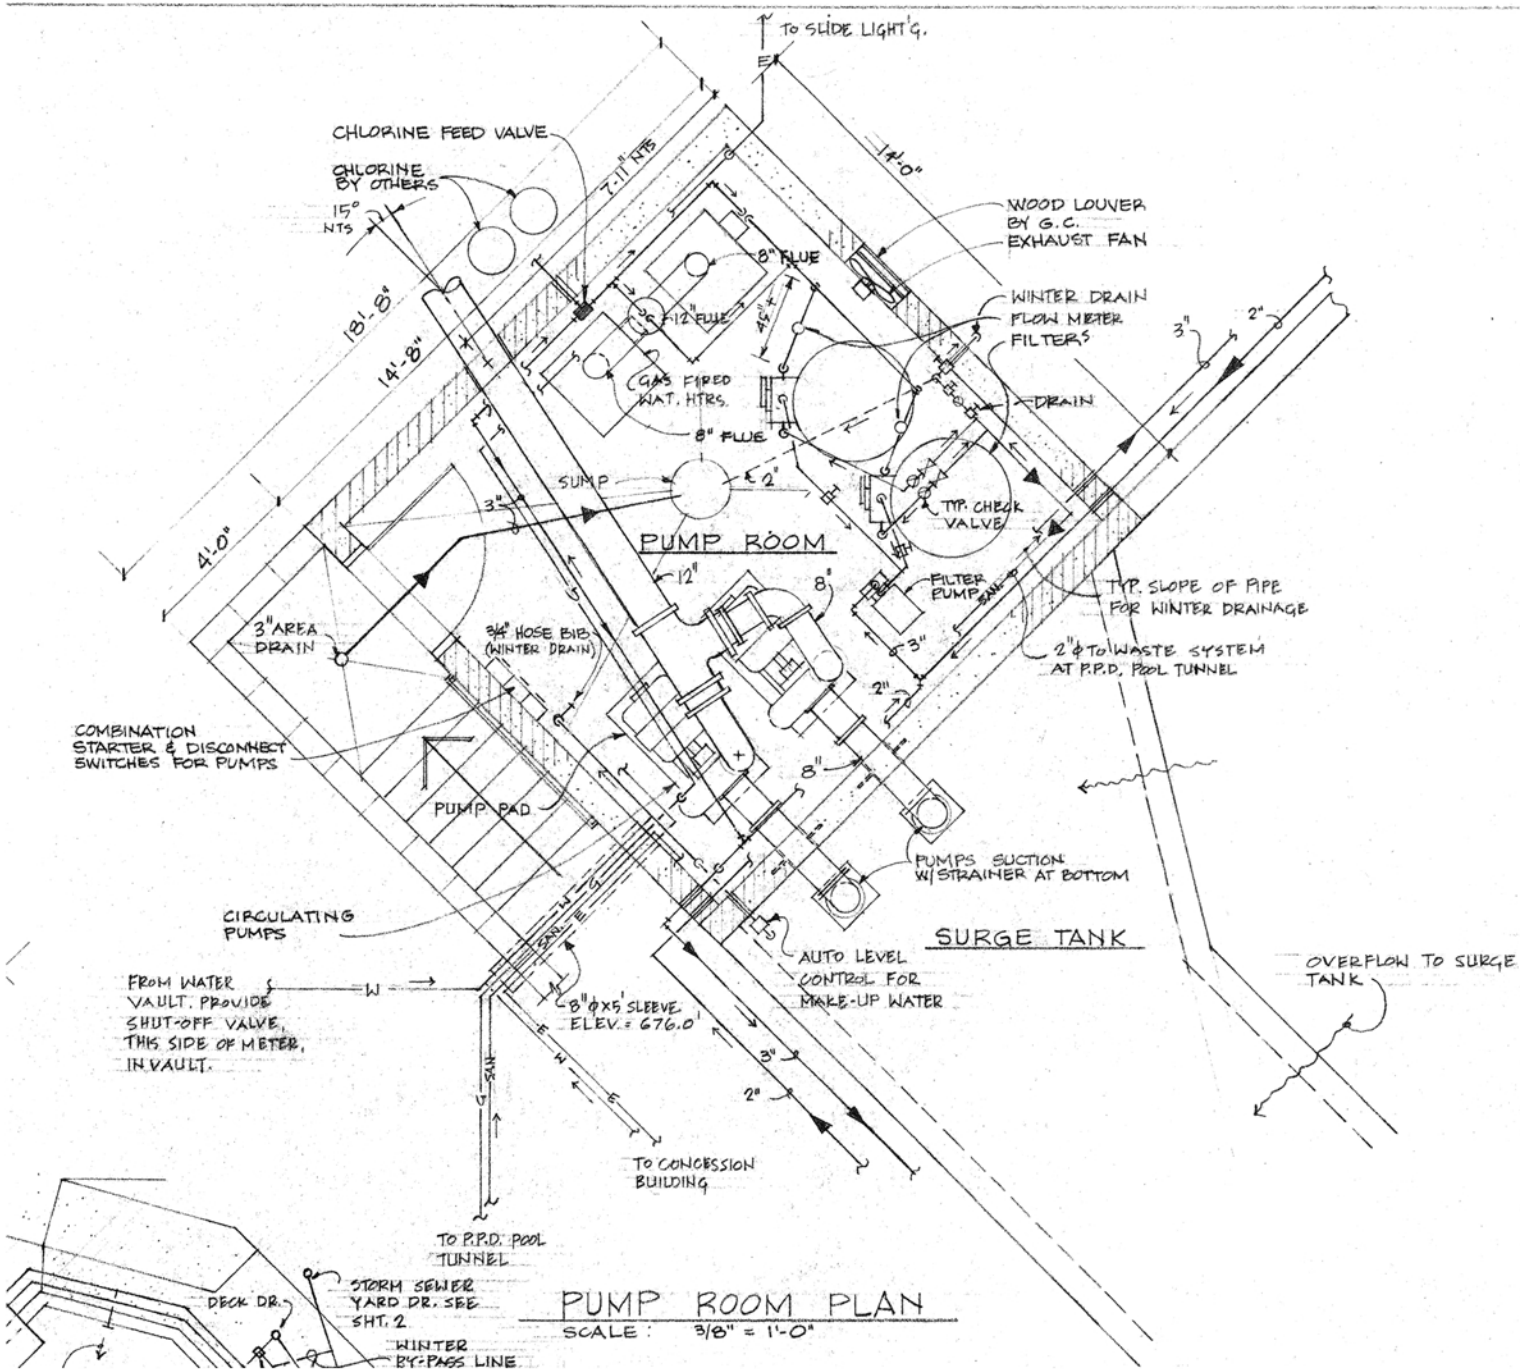 TO SLIDE LIGHT'G.
E
CHLORINE FEED VALVE
CHLORINE
BY OTHERS
15°
NTS
7'-11" NTS
14'-0"
18'-8"
14'-8"
4'-0"
WOOD LOUVER
BY G.C.
EXHAUST FAN
8" FLUE
12" FLUE
45"±
WINTER DRAIN
FLOW METER
FILTERS
3"
2"
GAS FIRED
WAT. HTRS.
8" FLUE
DRAIN
SUMP
2"
3"
TYP. CHECK
VALVE
PUMP ROOM
12"
8"
FILTER
PUMP
SAN.
TYP. SLOPE OF PIPE
FOR WINTER DRAINAGE
3" AREA
DRAIN
3/4" HOSE BIB
(WINTER DRAIN)
G
3"
2"ϕ TO WASTE SYSTEM
AT P.P.D. POOL TUNNEL
2"
COMBINATION
STARTER & DISCONNECT
SWITCHES FOR PUMPS
8"
PUMP PAD
PUMPS SUCTION
W/STRAINER AT BOTTOM
CIRCULATING
PUMPS
W
G
SAN.
E
SURGE TANK
AUTO LEVEL
CONTROL FOR
MAKE-UP WATER
OVERFLOW TO SURGE
TANK
FROM WATER
VAULT. PROVIDE
SHUT-OFF VALVE,
THIS SIDE OF METER,
IN VAULT.
W
8"ϕX5' SLEEVE
ELEV. = 676.0'
E
W
E
G
SAN
3"
2"
TO CONCESSION
BUILDING
TO P.P.D. POOL
TUNNEL
STORM SEWER
YARD DR. SEE
SHT. 2
DECK DR.
WINTER
BY-PASS LINE
PUMP ROOM PLAN
SCALE: 3/8" = 1'-0"